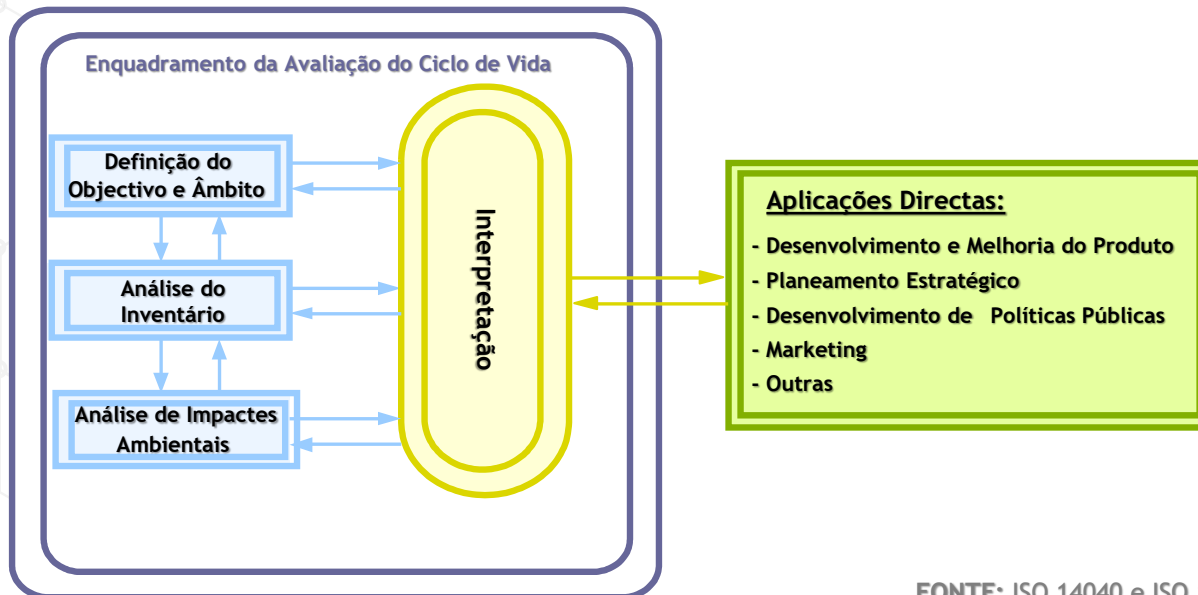 Enquadramento da Avaliação do Ciclo de Vida
Definição do
Objectivo e Âmbito
Análise do
Inventário
Análise de Impactes
Ambientais
Interpretação
Aplicações Directas:
- Desenvolvimento e Melhoria do Produto
- Planeamento Estratégico
- Desenvolvimento de Políticas Públicas
- Marketing
- Outras
FONTE: ISO 14040 e ISO